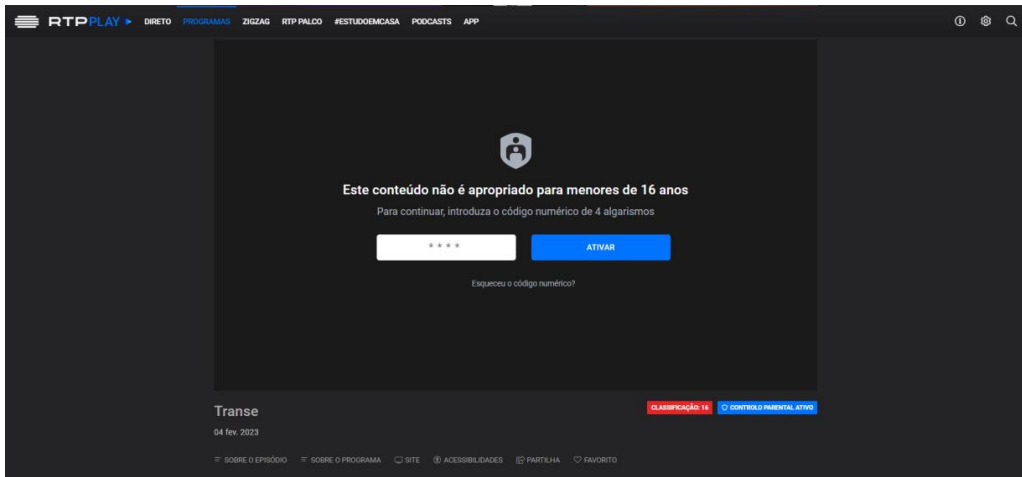 RTPPLAY DIRETO PROGRAMAS ZIGZAG RTP PALCO #ESTUDOEMCASA PODCASTS APP
Este conteúdo não é apropriado para menores de 16 anos
Para continuar, introduza o código numérico de 4 algarismos
* * * * ATIVAR
Esqueceu o código numérico?
Transe CLASSIFICAÇÃO: 16 CONTROLO PARENTAL ATIVO
04 fev. 2023
SOBRE O EPISÓDIO SOBRE O PROGRAMA SITE ACESSIBILIDADES PARTILHA FAVORITO